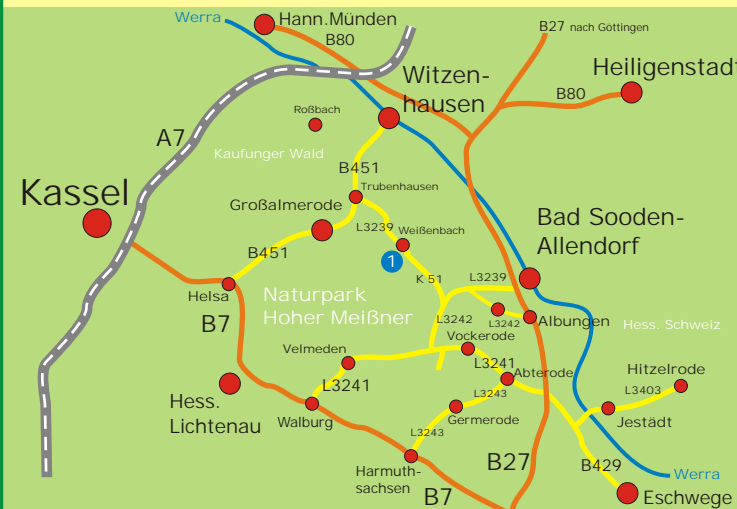 Werra
Hann.Münden
B80
B27 nach Göttingen
Witzen-
hausen
Heiligenstadt
B80
Roßbach
A7
Kaufunger Wald
B451
Trubenhausen
Kassel
Großalmerode
L3239
Weißenbach
Bad Sooden-
Allendorf
B451
1
K 51
L3239
Helsa
Naturpark
Hoher Meißner
L3242
L3242
Albungen
Hess. Schweiz
B7
Vockerode
Velmeden
L3241
Hitzelrode
L3241
Abterode
L3403
L3243
Hess.
Lichtenau
Walburg
Germerode
Jestädt
L3243
B27
B429
Harmuth-
sachsen
Werra
B7
Eschwege